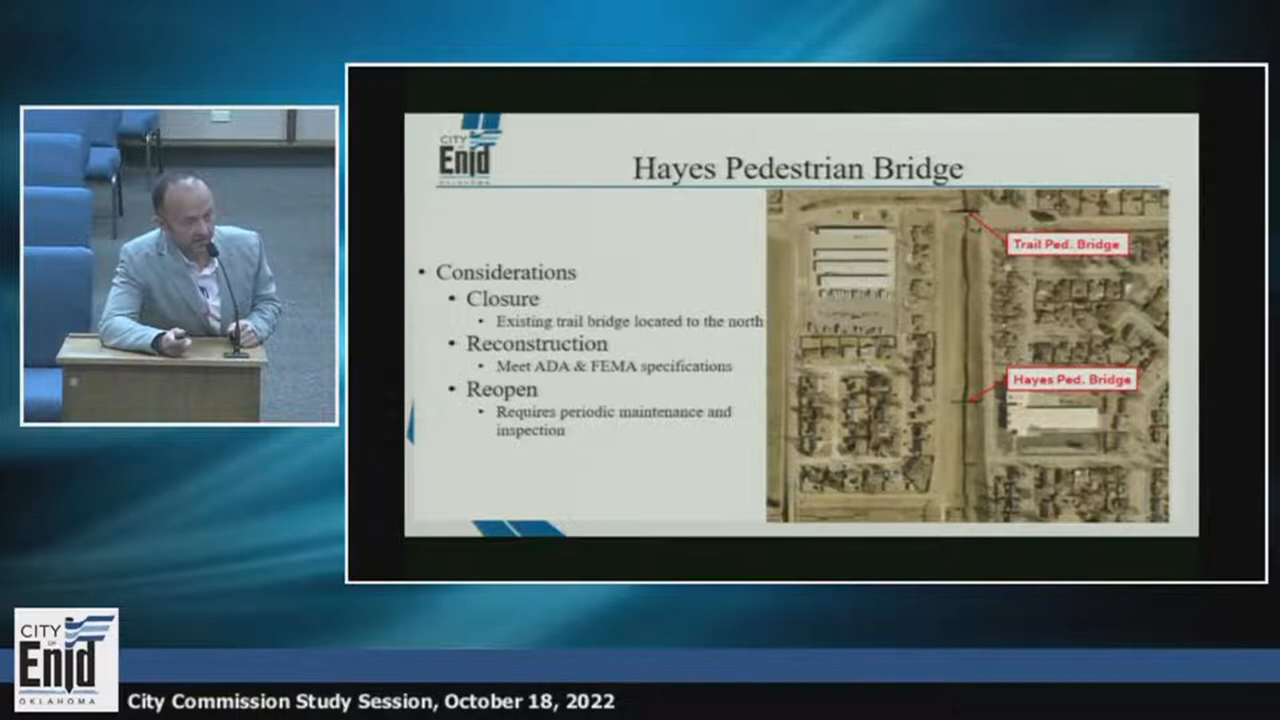 CITY
OF
Enid
OKLAHOMA
Hayes Pedestrian Bridge
• Considerations
• Closure
• Existing trail bridge located to the north
• Reconstruction
• Meet ADA & FEMA specifications
• Reopen
• Requires periodic maintenance and
inspection
Trail Ped. Bridge
Hayes Ped. Bridge
CITY
OF
Enid
OKLAHOMA
City Commission Study Session, October 18, 2022